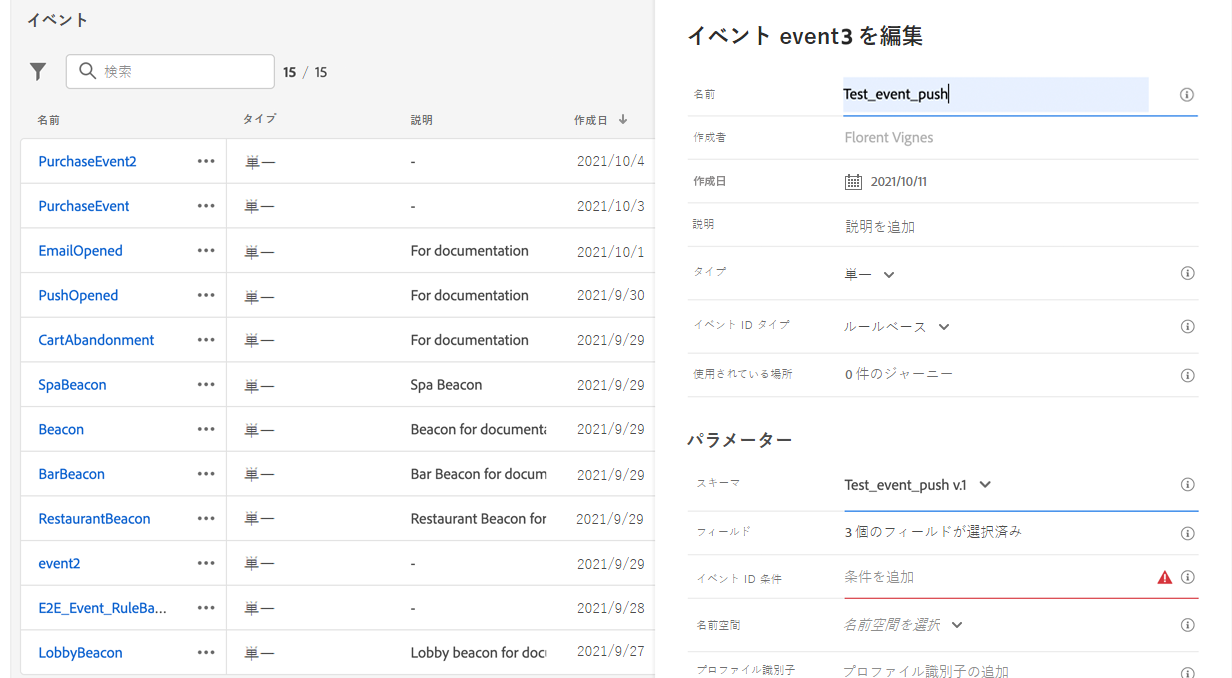 イベント
検索
15 / 15
名前 タイプ 説明 作成日
PurchaseEvent2 ••• 単一 - 2021/10/4
PurchaseEvent ••• 単一 - 2021/10/3
EmailOpened ••• 単一 For documentation 2021/10/1
PushOpened ••• 単一 For documentation 2021/9/30
CartAbandonment ••• 単一 For documentation 2021/9/29
SpaBeacon ••• 単一 Spa Beacon 2021/9/29
Beacon ••• 単一 Beacon for documenta 2021/9/29
BarBeacon ••• 単一 Bar Beacon for docum 2021/9/29
RestaurantBeacon ••• 単一 Restaurant Beacon for 2021/9/29
event2 ••• 単一 - 2021/9/29
E2E_Event_RuleBa... ••• 単一 - 2021/9/28
LobbyBeacon ••• 単一 Lobby beacon for docu 2021/9/27
イベント event3 を編集
名前 Test_event_push
作成者 Florent Vignes
作成日 2021/10/11
説明 説明を追加
タイプ 単一
イベント ID タイプ ルールベース
使用されている場所 0 件のジャーニー
パラメーター
スキーマ Test_event_push v.1
フィールド 3 個のフィールドが選択済み
イベント ID 条件 条件を追加
名前空間 名前空間を選択
プロファイル識別子 プロファイル識別子の追加